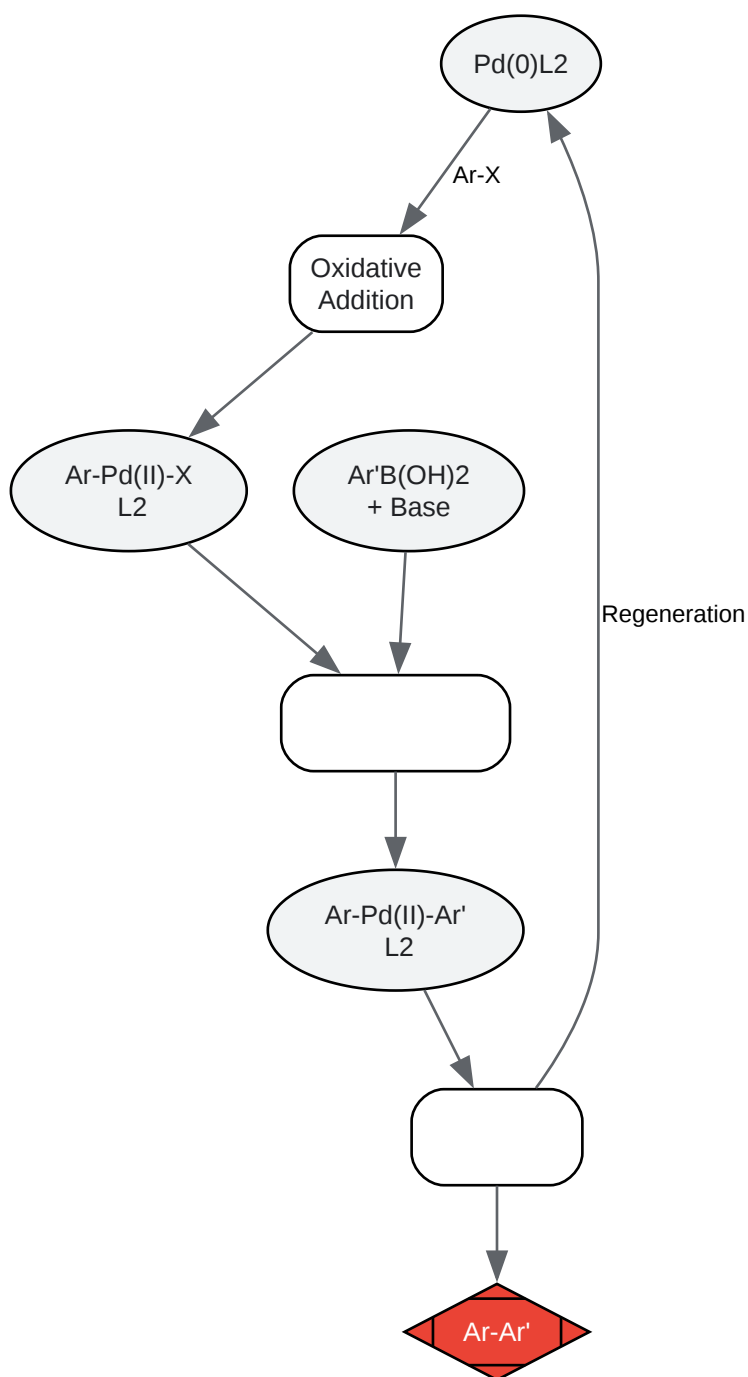 Pd(0)L2
Ar-X
Oxidative
Addition
Ar-Pd(II)-X
L2
Ar'B(OH)2
+ Base
Regeneration
Ar-Pd(II)-Ar'
L2
Ar-Ar'